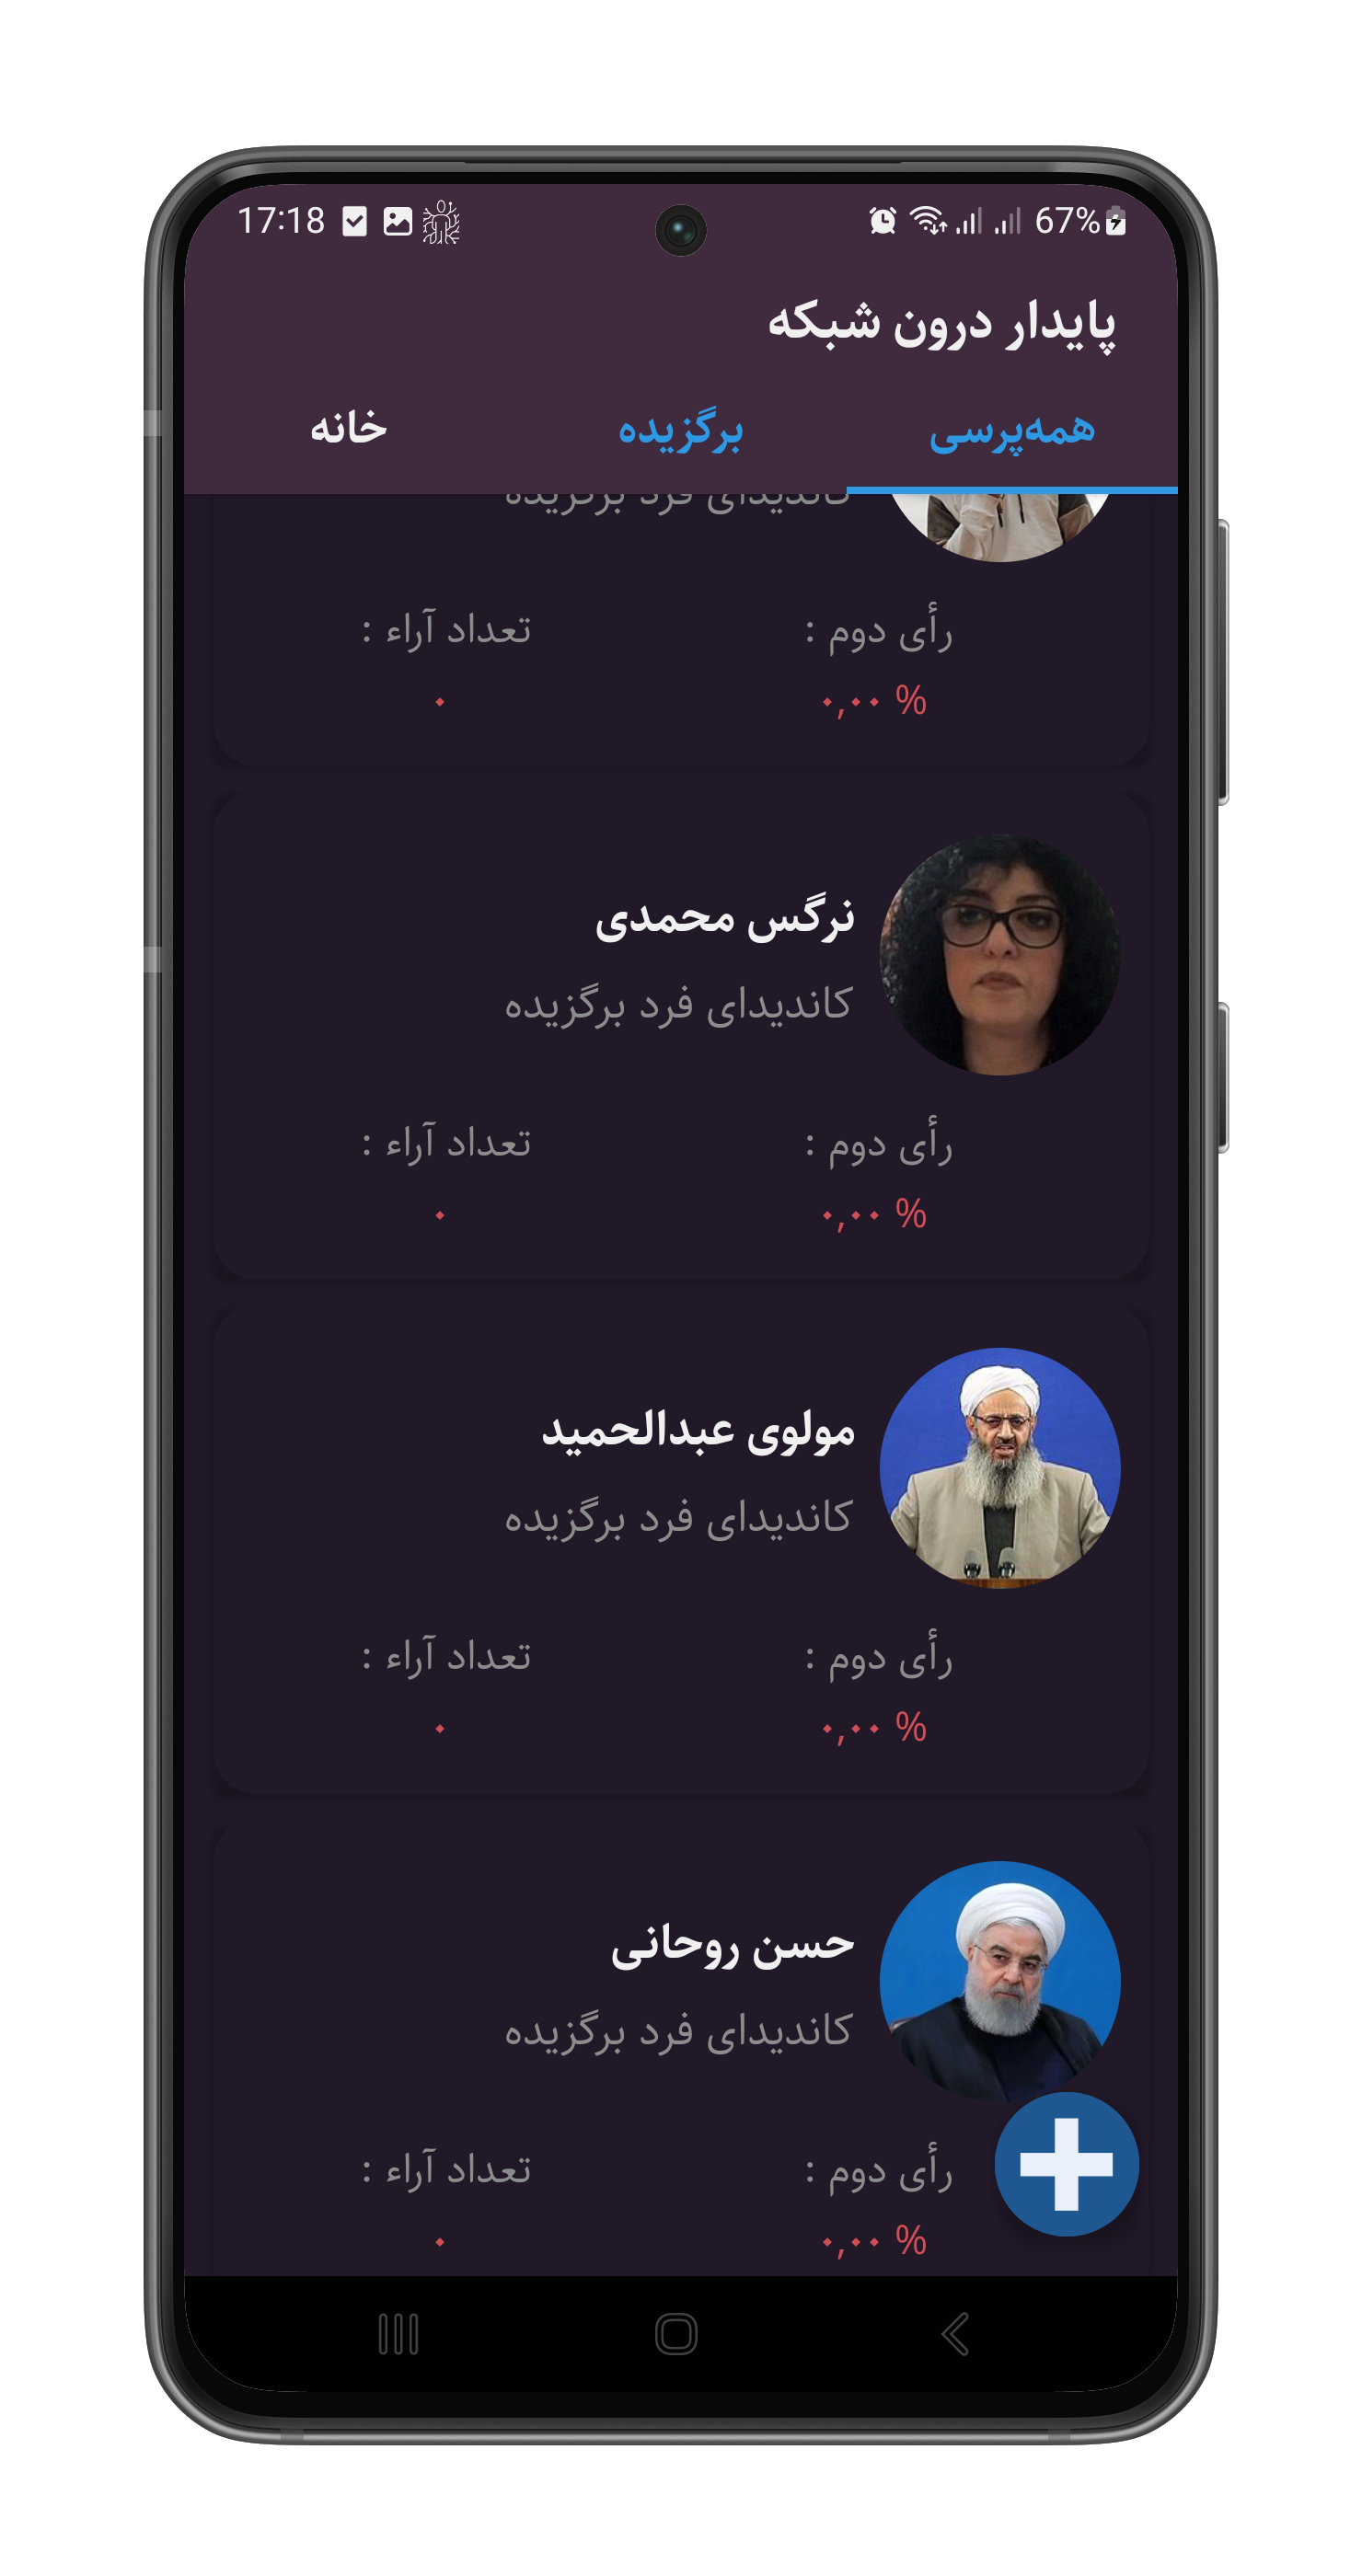 17:18 67%
پایدار درون شبکه
همه‌پرسی برگزیده خانه
کاندیدای فرد برگزیده
رأی دوم : تعداد آراء :
% ۰,۰۰ ۰
نرگس محمدی
کاندیدای فرد برگزیده
رأی دوم : تعداد آراء :
% ۰,۰۰ ۰
مولوی عبدالحمید
کاندیدای فرد برگزیده
رأی دوم : تعداد آراء :
% ۰,۰۰ ۰
حسن روحانی
کاندیدای فرد برگزیده
رأی دوم : تعداد آراء :
% ۰,۰۰ ۰